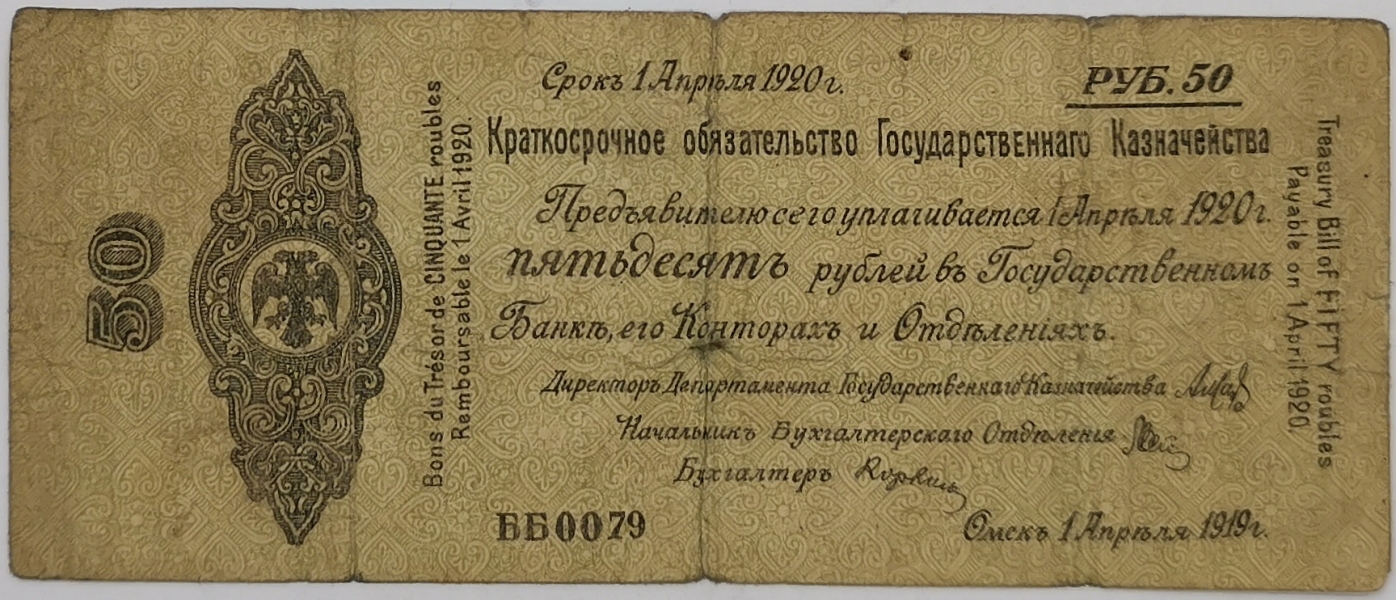 50
Bons du Trésor de CINQUANTE roubles
Remboursable le 1 Avril 1920.
Срокъ 1 Апрѣля 1920 г.
РУБ. 50
Краткосрочное обязательство Государственнаго Казначейства
Предъявителю сего уплачивается 1 Апрѣля 1920 г.
пятьдесятъ рублей въ Государственномъ
Банкѣ, его Конторахъ и Отдѣленіяхъ.
Директоръ Департамента Государственнаго Казначейства
Начальникъ Бухгалтерскаго Отдѣленія
Бухгалтеръ
ББ0079
Омскъ 1 Апрѣля 1919 г.
Treasury Bill of FIFTY roubles
Payable on 1 April 1920